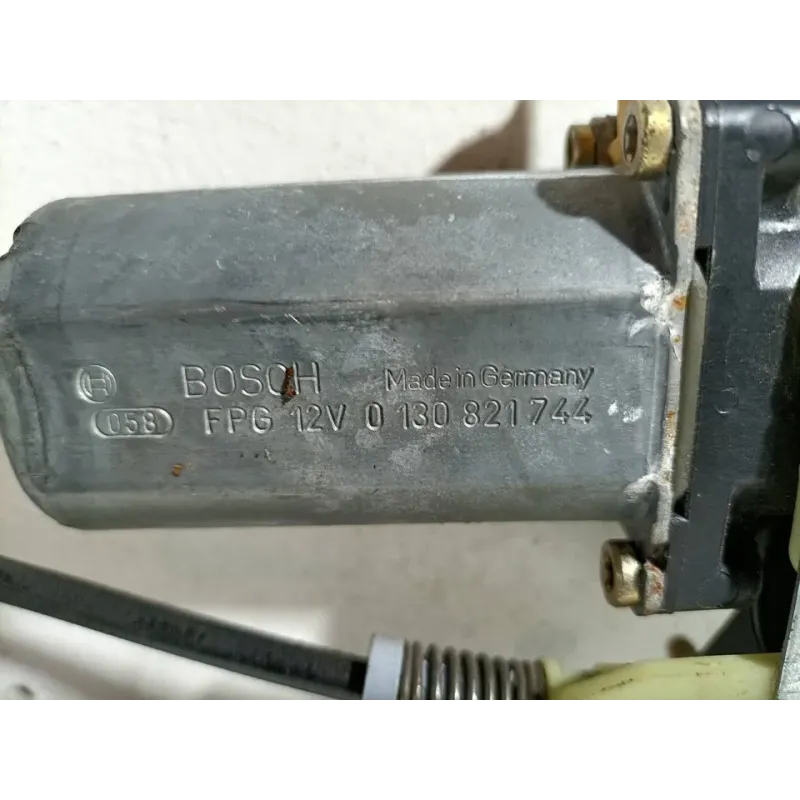 BOSCH Made in Germany
058 FPG 12V 0 130 821 744